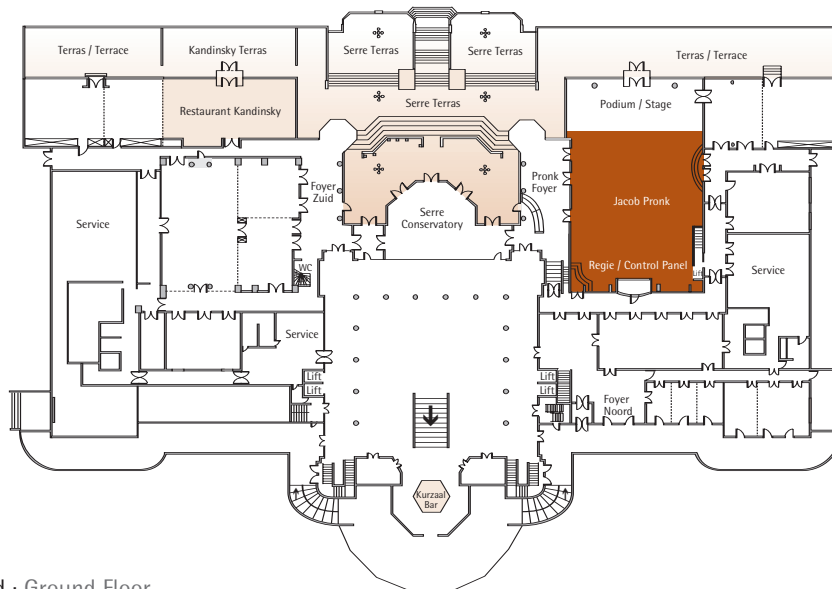 Terras / Terrace
Kandinsky Terras
Serre Terras
Serre Terras
Terras / Terrace
Restaurant Kandinsky
Serre Terras
Podium / Stage
Foyer
Zuid
Pronk
Foyer
Jacob Pronk
Service
Serre
Conservatory
WC
Regie / Control Panel
Lift
Service
Service
Lift
Lift
Lift
Lift
Foyer
Noord
Kurzaal
Bar
d · Ground Floor